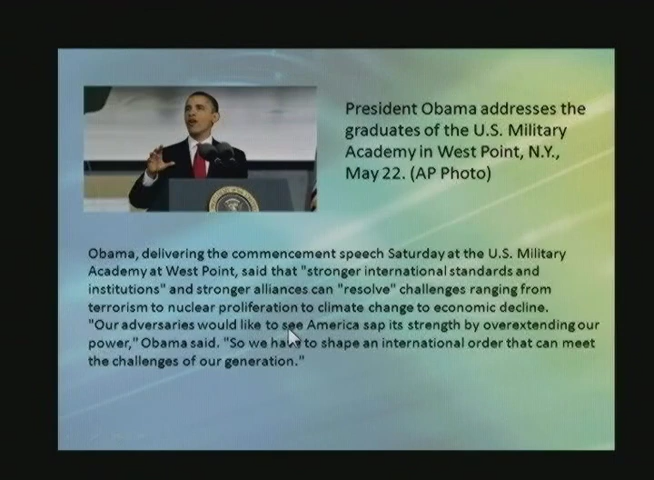 President Obama addresses the
graduates of the U.S. Military
Academy in West Point, N.Y.,
May 22. (AP Photo)
Obama, delivering the commencement speech Saturday at the U.S. Military
Academy at West Point, said that "stronger international standards and
institutions" and stronger alliances can "resolve" challenges ranging from
terrorism to nuclear proliferation to climate change to economic decline.
"Our adversaries would like to see America sap its strength by overextending our
power," Obama said. "So we have to shape an international order that can meet
the challenges of our generation."